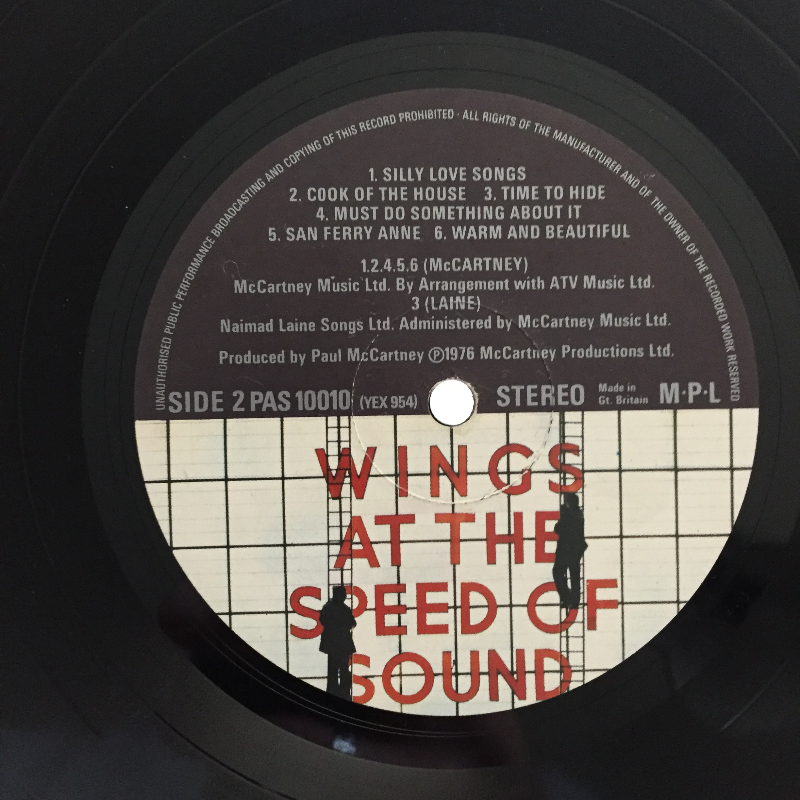 UNAUTHORISED PUBLIC PERFORMANCE BROADCASTING AND COPYING OF THIS RECORD PROHIBITED · ALL RIGHTS OF THE MANUFACTURER AND OF THE OWNER OF THE RECORDED WORK RESERVED
1. SILLY LOVE SONGS
2. COOK OF THE HOUSE 3. TIME TO HIDE
4. MUST DO SOMETHING ABOUT IT
5. SAN FERRY ANNE 6. WARM AND BEAUTIFUL
1.2.4.5.6 (McCARTNEY)
McCartney Music Ltd. By Arrangement with ATV Music Ltd.
3 (LAINE)
Naimad Laine Songs Ltd. Administered by McCartney Music Ltd.
Produced by Paul McCartney ℗1976 McCartney Productions Ltd.
SIDE 2 PAS 10010 (YEX 954) STEREO Made in Gt. Britain M·P·L
WINGS
AT THE
SPEED OF
SOUND